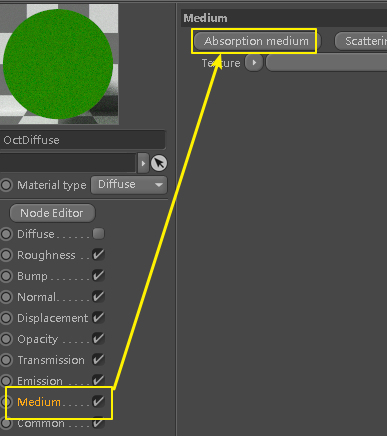 Medium
Absorption medium
Scatterin
Texture
OctDiffuse
Material type Diffuse
Node Editor
Diffuse . . . . . .
Roughness . .
Bump . . . . . .
Normal. . . . . .
Displacement
Opacity . . . . .
Transmission
Emission . . . .
Medium. . . . .
Common . . . .